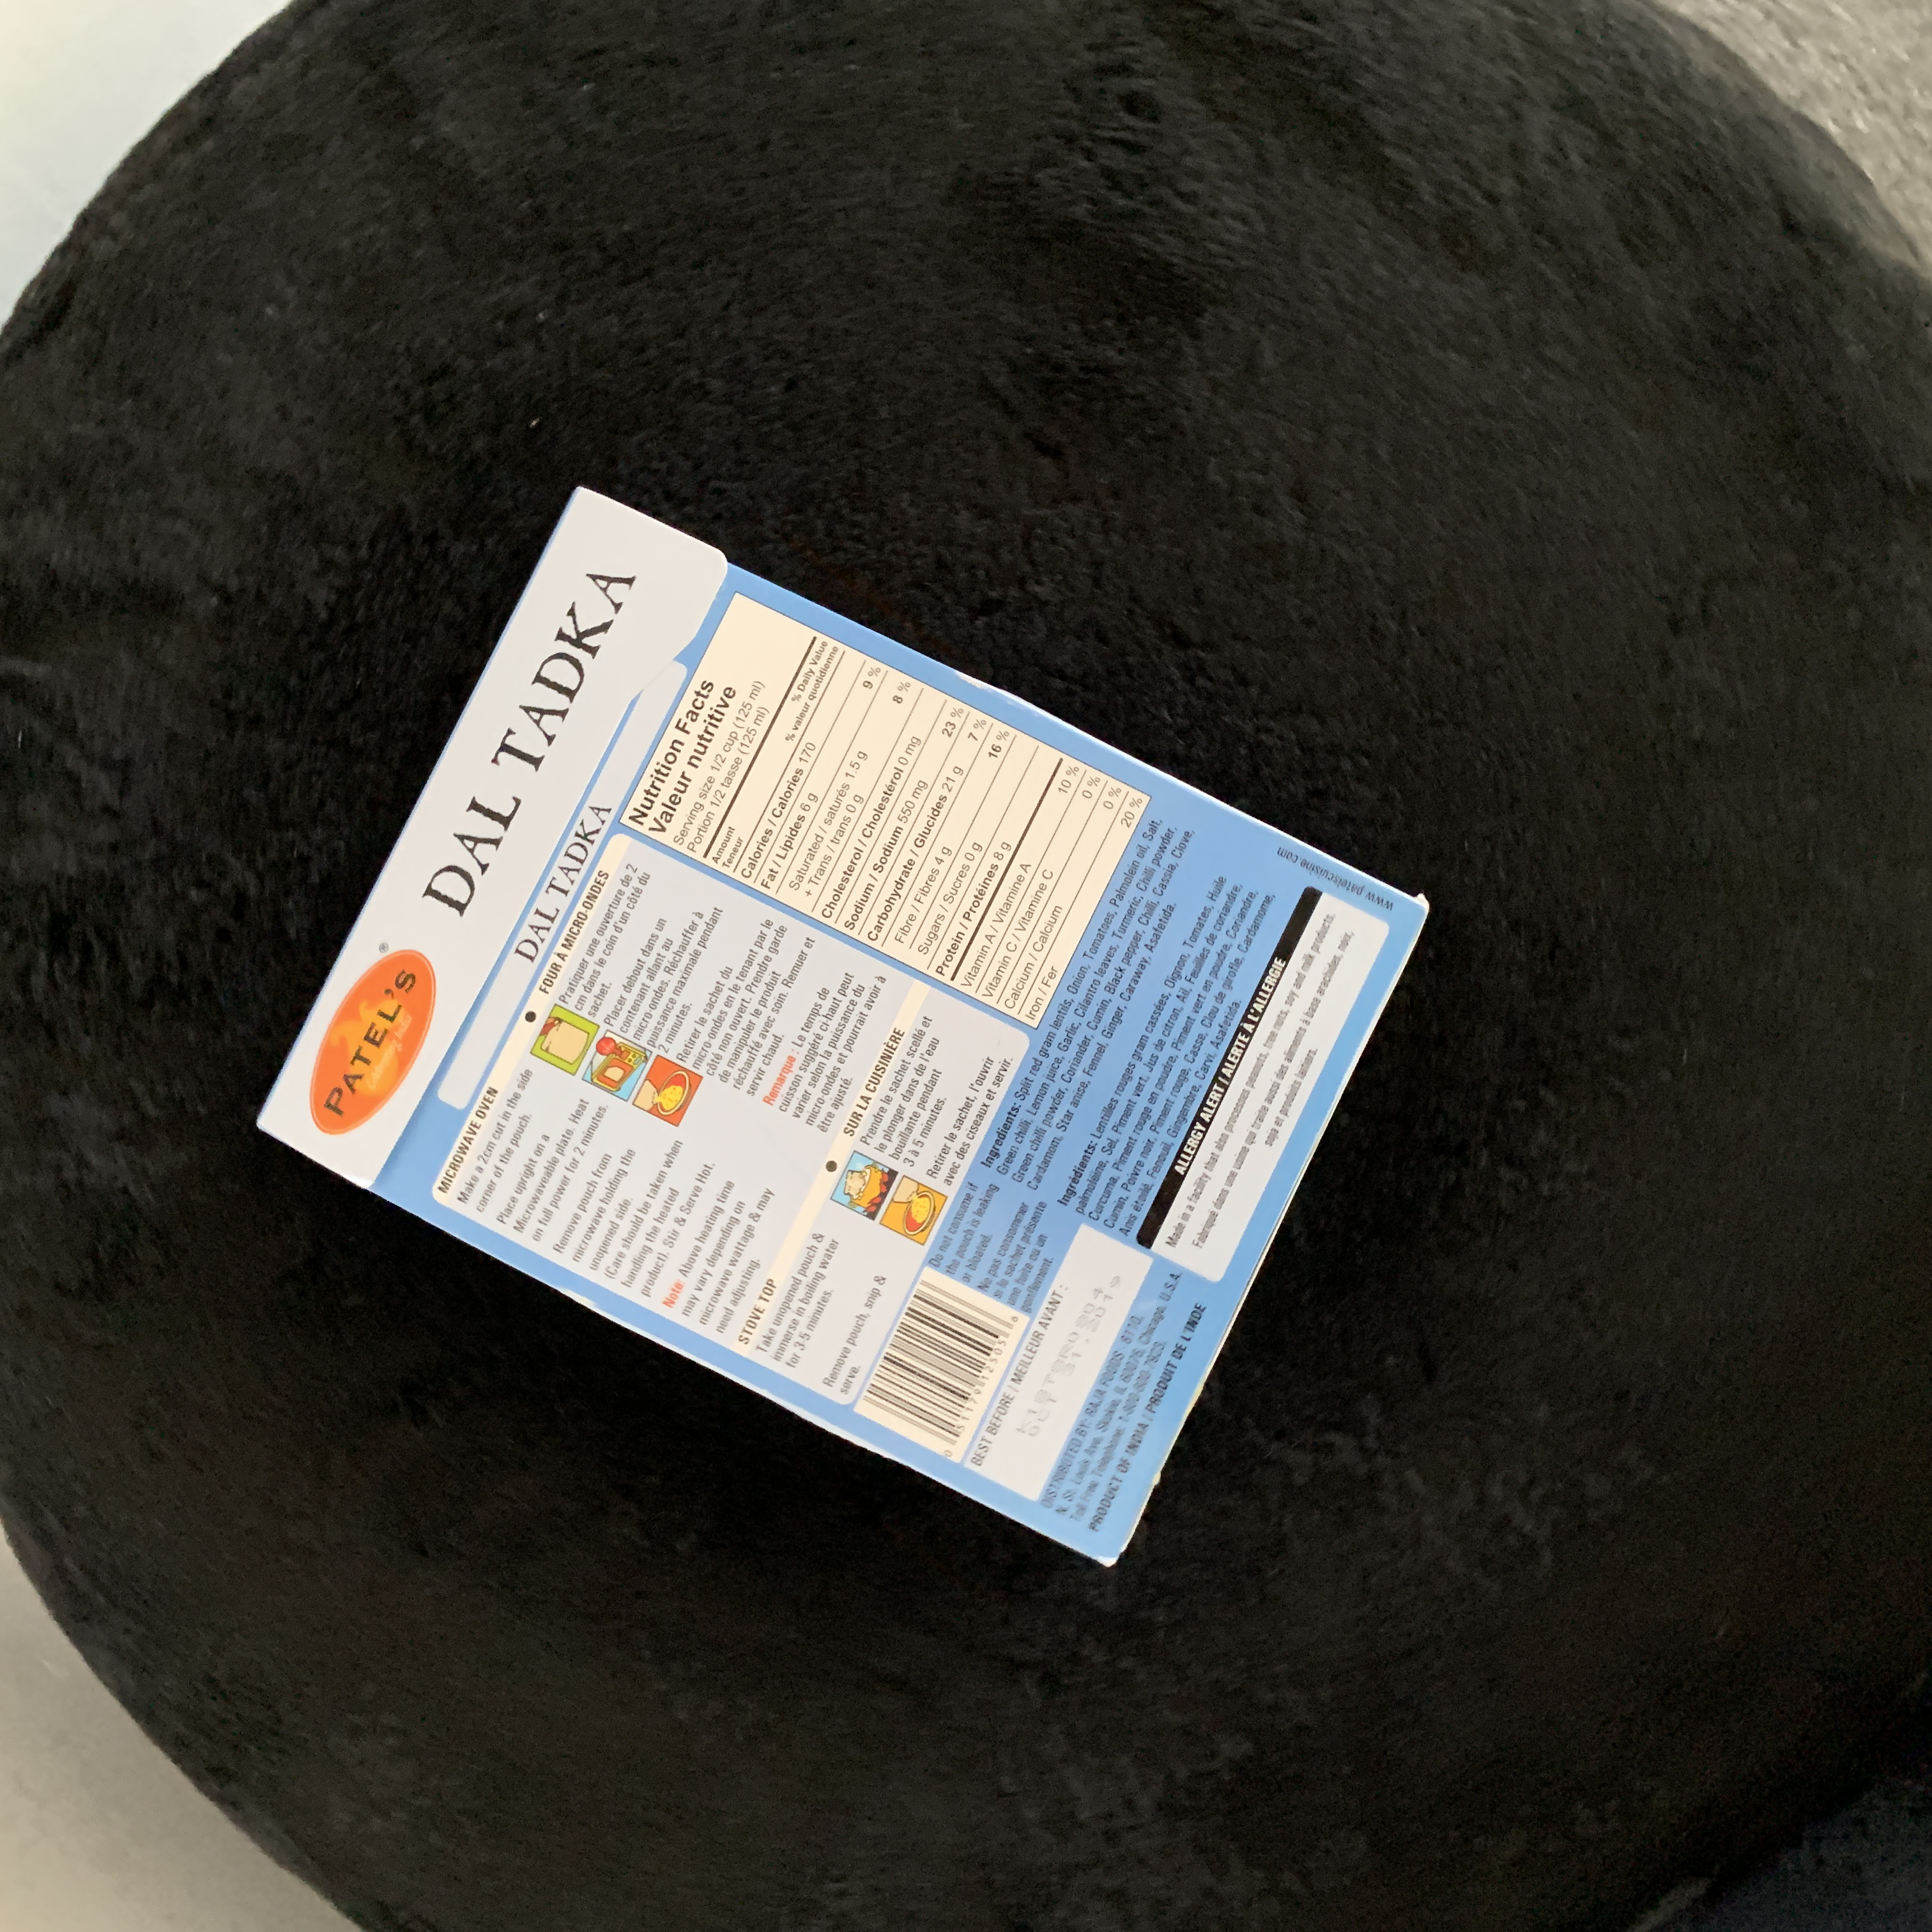 PATEL'S
®
DAL TADKA
DAL TADKA
MICROWAVE OVEN
Make a 2cm cut in the side
corner of the pouch.
Place upright on a
Microwaveable plate. Heat
on full power for 2 minutes.
Remove pouch from
microwave holding the
unopened side.
(Care should be taken when
handling the heated
product). Stir & Serve Hot.
Note: Above heating time
may vary depending on
microwave wattage & may
need adjusting.
STOVE TOP
Take unopened pouch &
immerse in boiling water
for 3-5 minutes.
Remove pouch, snip &
serve.
FOUR À MICRO-ONDES
Pratiquer une ouverture de 2
cm dans le coin d'un côté du
sachet.
Placer debout dans un
contenant allant au
micro-ondes. Réchauffer à
puissance maximale pendant
2 minutes.
Retirer le sachet du
micro-ondes en le tenant par le
côté non ouvert. Prendre garde
de manipuler le produit
réchauffé avec soin. Remuer et
servir chaud.
Remarque : Le temps de
cuisson suggéré ci-haut peut
varier selon la puissance du
micro-ondes et pourrait avoir à
être ajusté.
SUR LA CUISINIÈRE
Prendre le sachet scellé et
le plonger dans de l'eau
bouillante pendant
3 à 5 minutes.
Retirer le sachet, l'ouvrir
avec des ciseaux et servir.
Nutrition Facts
Valeur nutritive
Serving size 1/2 cup (125 ml)
Portion 1/2 tasse (125 ml)
Amount % Daily Value
Teneur % valeur quotidienne
Calories / Calories 170
Fat / Lipides 6 g 9 %
Saturated / saturés 1.5 g
+ Trans / trans 0 g 8 %
Cholesterol / Cholestérol 0 mg
Sodium / Sodium 550 mg 23 %
Carbohydrate / Glucides 21 g 7 %
Fibre / Fibres 4 g 16 %
Sugars / Sucres 0 g
Protein / Protéines 8 g
Vitamin A / Vitamine A 10 %
Vitamin C / Vitamine C 0 %
Calcium / Calcium 0 %
Iron / Fer 20 %
Do not consume if
the pouch is leaking
or bloated.
Ne pas consommer
si le sachet présente
une fuite ou un
gonflement.
BEST BEFORE / MEILLEUR AVANT :
OCT 31-2019
DISTRIBUTED BY: RAJA FOODS, 8110,
N. St. Louis Ave, Skokie, IL 60076, Chicago, U.S.A.
Toll Free Telephone: 1-800-800-7923.
PRODUCT OF INDIA / PRODUIT DE L'INDE
Ingredients: Split red gram lentils, Onion, Tomatoes, Palmolein oil, Salt,
Green chilli, Lemon juice, Garlic, Cilantro leaves, Turmeric, Chilli powder,
Green chilli powder, Coriander, Cumin, Black pepper, Chilli, Cassia, Clove,
Cardamom, Star anise, Fennel, Ginger, Caraway, Asafetida.
Ingrédients: Lentilles rouges gram cassées, Oignon, Tomates, Huile
palmoléine, Sel, Piment vert, Jus de citron, Ail, Feuilles de coriandre,
Curcuma, Piment rouge en poudre, Piment vert en poudre, Coriandre,
Cumin, Poivre noir, Piment rouge, Casse, Clou de girofle, Cardamome,
Anis étoilé, Fenouil, Gingembre, Carvi, Asafetida.
ALLERGY ALERT / ALERTE À L'ALLERGIE
Made in a facility that also processes peanuts, tree nuts, soy and milk products.
Fabriqué dans une usine qui traite aussi des aliments à base arachides, noix,
soja et produits laitiers.
www.patelscuisine.com